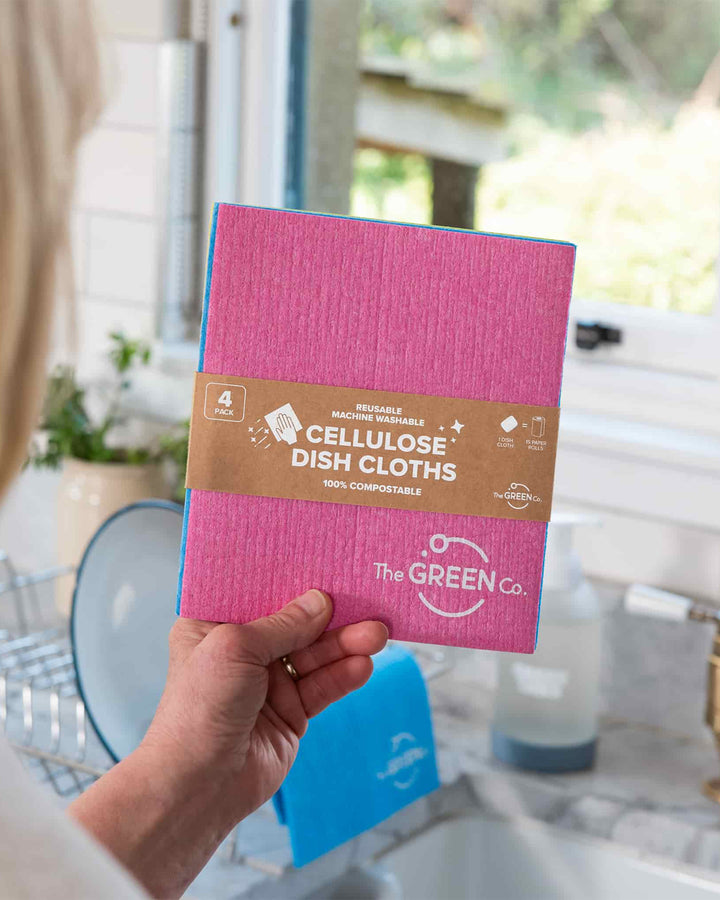 4
PACK
REUSABLE
MACHINE WASHABLE
CELLULOSE
DISH CLOTHS
100% COMPOSTABLE
1 DISH
CLOTH
=
15 PAPER
ROLLS
The GREEN Co.
The GREEN Co.